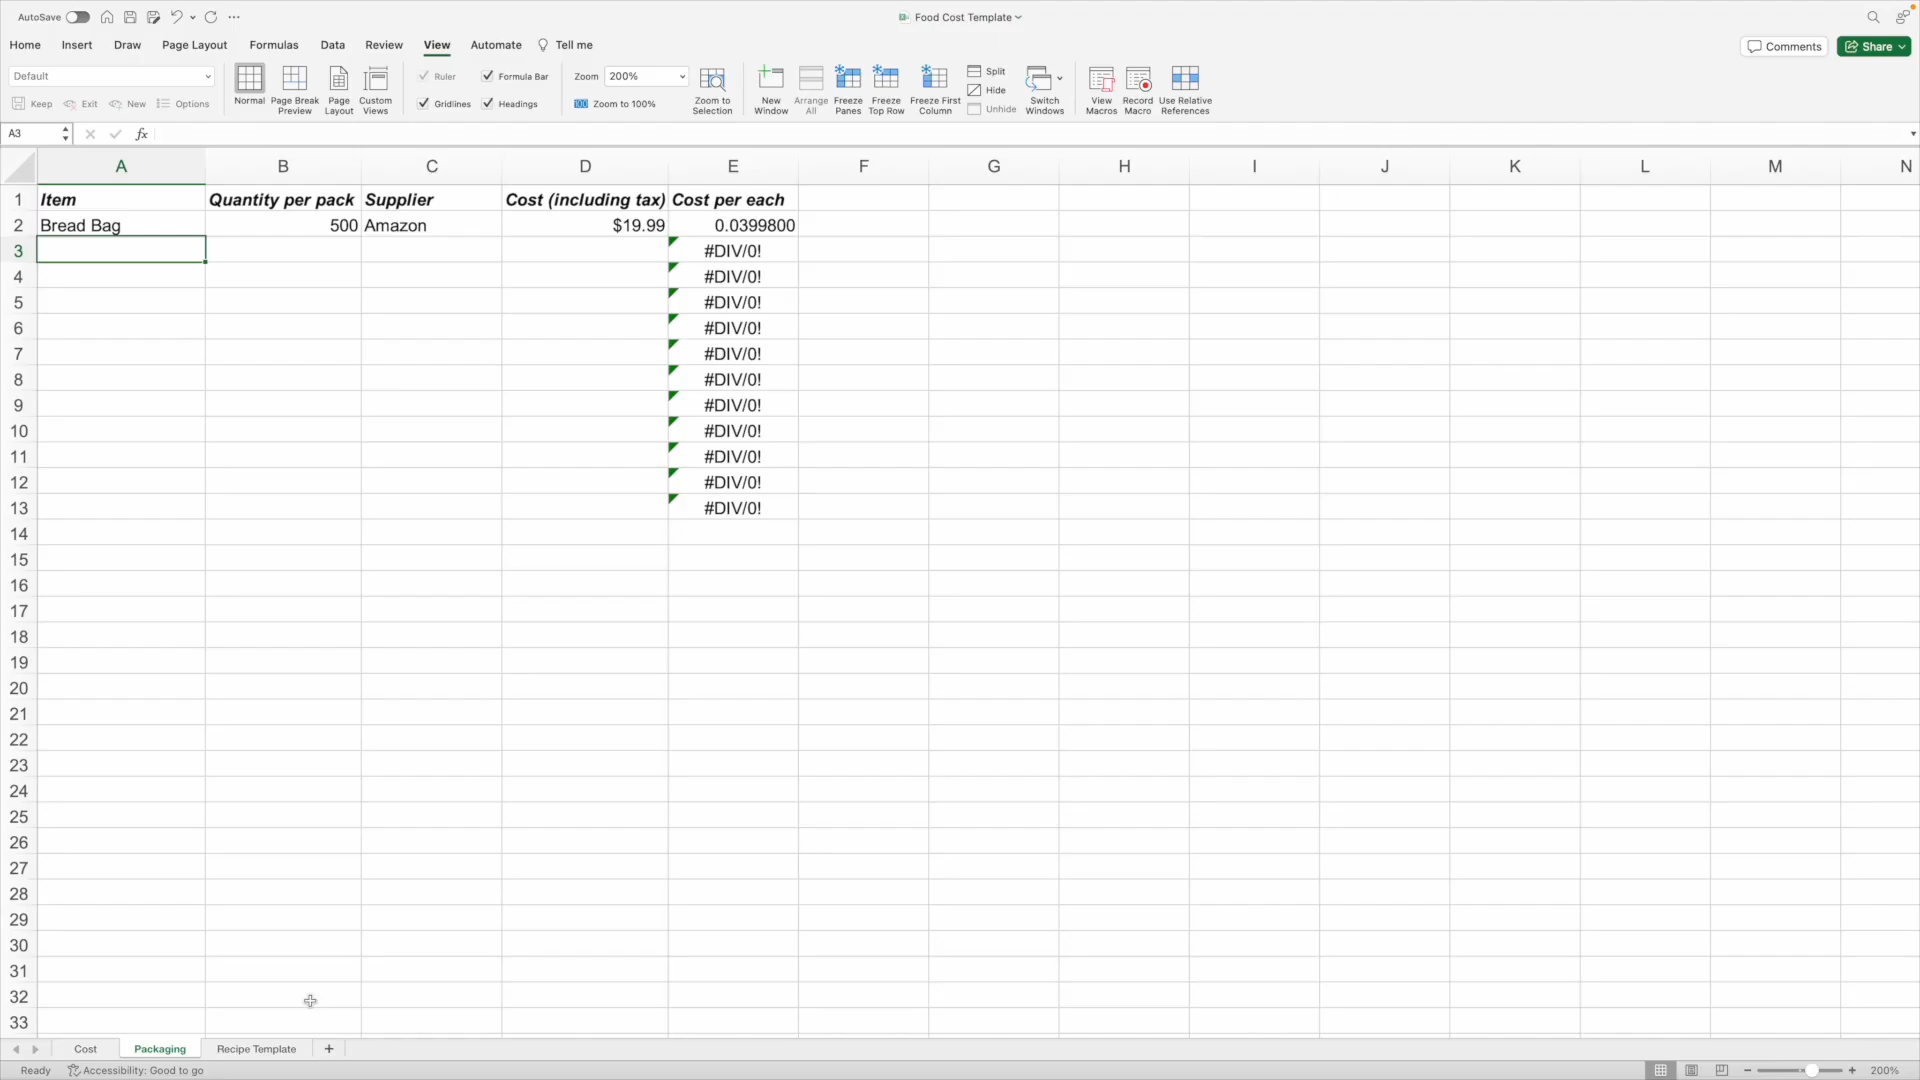 AutoSave
Food Cost Template
Home Insert Draw Page Layout Formulas Data Review View Automate Tell me
Comments Share
Default
Keep Exit New Options
Normal Page Break Preview Page Layout Custom Views
Ruler Formula Bar
Gridlines Headings
Zoom 200%
100 Zoom to 100%
Zoom to Selection
New Window Arrange All Freeze Panes Freeze Top Row Freeze First Column
Split
Hide
Unhide
Switch Windows
View Macros Record Macro Use Relative References
A3 fx
A B C D E F G H I J K L M N
1 Item Quantity per pack Supplier Cost (including tax) Cost per each
2 Bread Bag 500 Amazon $19.99 0.0399800
3 #DIV/0!
4 #DIV/0!
5 #DIV/0!
6 #DIV/0!
7 #DIV/0!
8 #DIV/0!
9 #DIV/0!
10 #DIV/0!
11 #DIV/0!
12 #DIV/0!
13 #DIV/0!
14
15
16
17
18
19
20
21
22
23
24
25
26
27
28
29
30
31
32
33
Cost Packaging Recipe Template +
Ready Accessibility: Good to go
200%